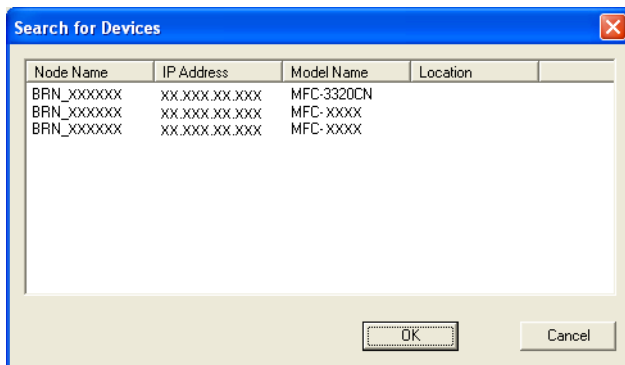 Search for Devices
Node Name IP Address Model Name Location
BRN_XXXXXX XX.XXX.XX.XXX MFC-3320CN
BRN_XXXXXX XX.XXX.XX.XXX MFC-XXXX
BRN_XXXXXX XX.XXX.XX.XXX MFC-XXXX
OK Cancel